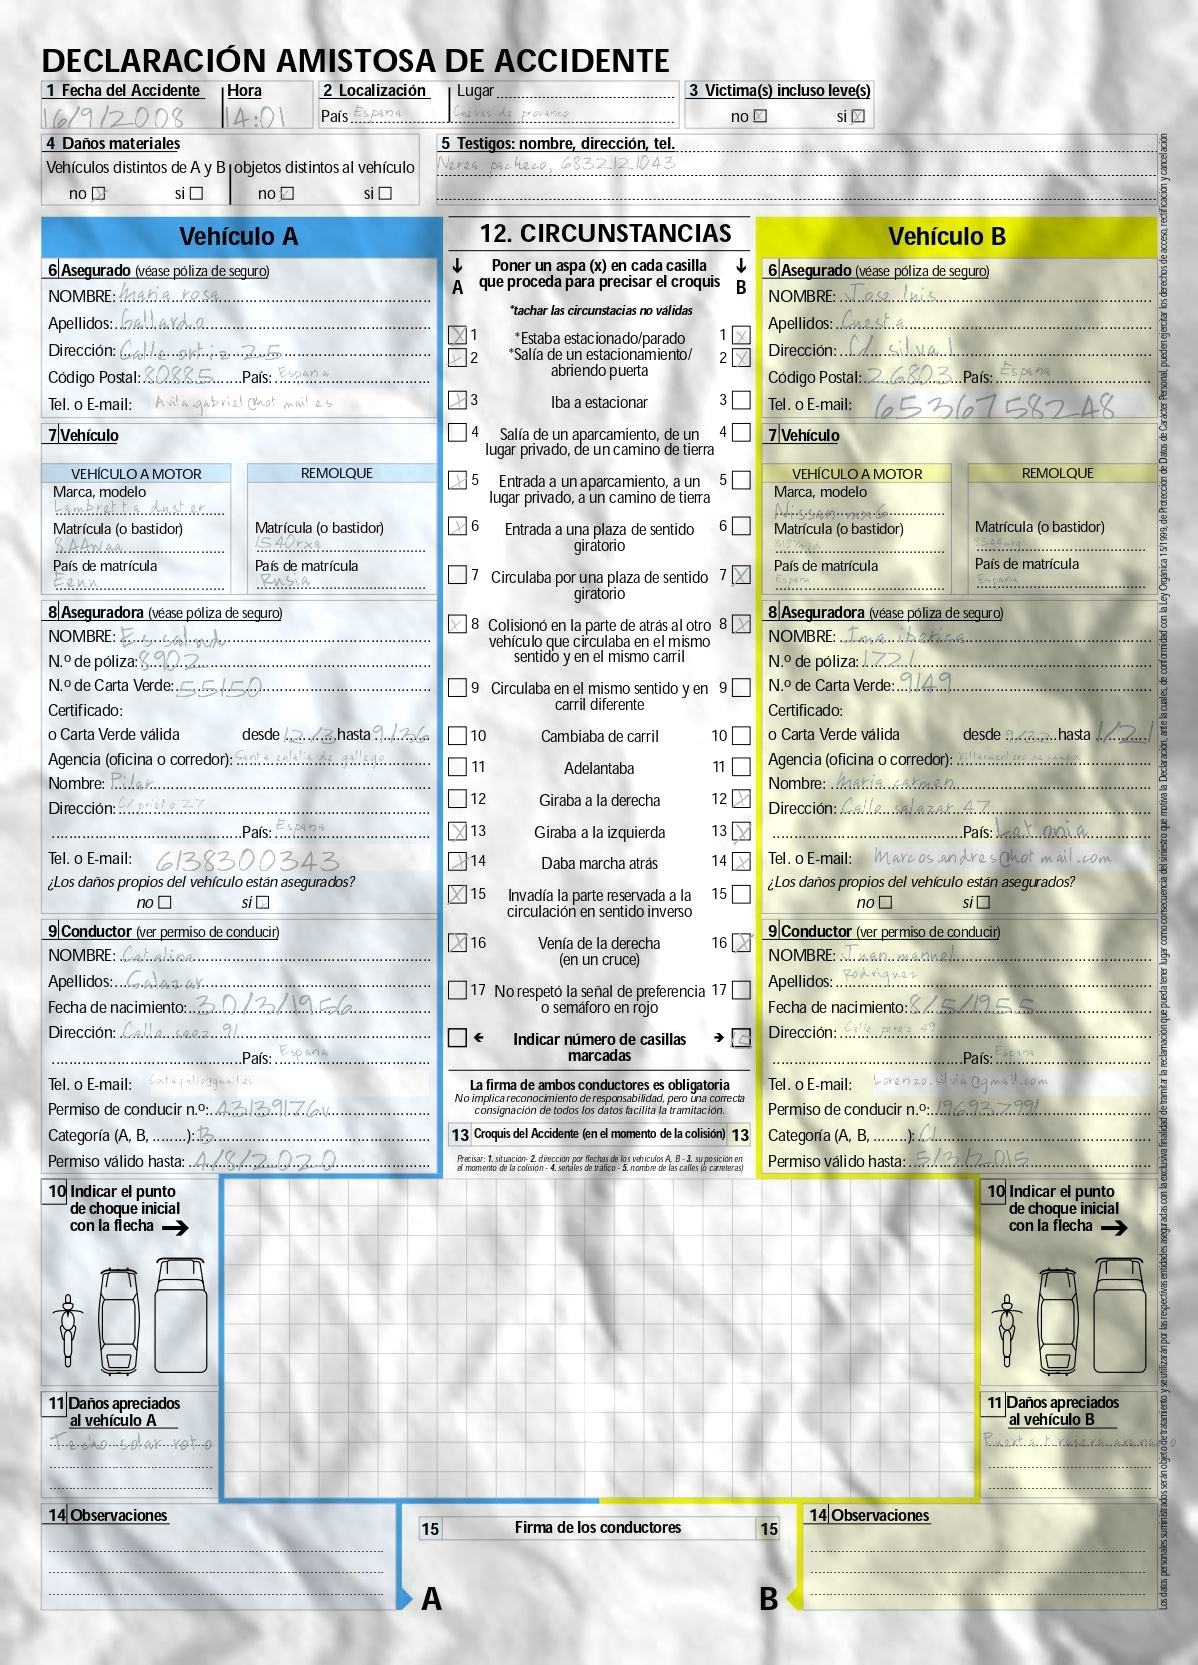 DECLARACIÓN AMISTOSA DE ACCIDENTE
1 Fecha del Accidente Hora
16/9/2008 14:01
2 Localización Lugar
País España Cuevas de provanco
3 Victima(s) incluso leve(s)
no si
4 Daños materiales
Vehículos distintos de A y B objetos distintos al vehículo
no si no si
5 Testigos: nombre, dirección, tel.
Nerea pacheco, 6832121043
Vehículo A
6 Asegurado (véase póliza de seguro)
NOMBRE: Maria rosa
Apellidos: Gallardo
Dirección: Calle ortiz 25
Código Postal: 80885 País: España
Tel. o E-mail: Avila.gabriel@hotmail.es
7 Vehículo
VEHÍCULO A MOTOR REMOLQUE
Marca, modelo
Lambretta duster
Matrícula (o bastidor) Matrícula (o bastidor)
8AAWaa 1540rxa
País de matrícula País de matrícula
Eenn Rusia
8 Aseguradora (véase póliza de seguro)
NOMBRE: Es salud
N.º de póliza: 8902
N.º de Carta Verde: 55150
Certificado:
o Carta Verde válida desde 12/13 hasta 9/36
Agencia (oficina o corredor): Santa eulalia de gallego
Nombre: Pilar
Dirección: C/ prieto 27
País: España
Tel. o E-mail: 6138300343
¿Los daños propios del vehículo están asegurados?
no si
9 Conductor (ver permiso de conducir)
NOMBRE: Catalina
Apellidos: Galazar
Fecha de nacimiento: 30/3/1956
Dirección: Calle saez 91
País: España
Tel. o E-mail:
Permiso de conducir n.º: 43139176v
Categoría (A, B, ........): B
Permiso válido hasta: 4/8/2020
12. CIRCUNSTANCIAS
A Poner un aspa (x) en cada casilla que proceda para precisar el croquis B
*tachar las circunstacias no válidas
1 *Estaba estacionado/parado 1
2 *Salía de un estacionamiento/ 2
abriendo puerta
3 Iba a estacionar 3
4 Salía de un aparcamiento, de un 4
lugar privado, de un camino de tierra
5 Entrada a un aparcamiento, a un 5
lugar privado, a un camino de tierra
6 Entrada a una plaza de sentido 6
giratorio
7 Circulaba por una plaza de sentido 7
giratorio
8 Colisionó en la parte de atrás al otro 8
vehículo que circulaba en el mismo
sentido y en el mismo carril
9 Circulaba en el mismo sentido y en 9
carril diferente
10 Cambiaba de carril 10
11 Adelantaba 11
12 Giraba a la derecha 12
13 Giraba a la izquierda 13
14 Daba marcha atrás 14
15 Invadía la parte reservada a la 15
circulación en sentido inverso
16 Venía de la derecha 16
(en un cruce)
17 No respetó la señal de preferencia 17
o semáforo en rojo
Indicar número de casillas
marcadas
La firma de ambos conductores es obligatoria
No implica reconocimiento de responsabilidad, pero una correcta
consignación de todos los datos facilita la tramitación.
13 Croquis del Accidente (en el momento de la colisión) 13
Precisar: 1. situación- 2. dirección por flechas de los vehículos A, B - 3. su posición en
el momento de la colisión - 4. señales de tráfico - 5. nombre de las calles (o carreteras)
Vehículo B
6 Asegurado (véase póliza de seguro)
NOMBRE: Jose luis
Apellidos: Cuesta
Dirección: C/ silva 1
Código Postal: 26803 País: España
Tel. o E-mail: 65367658248
7 Vehículo
VEHÍCULO A MOTOR REMOLQUE
Marca, modelo
Nissan mx6
Matrícula (o bastidor) Matrícula (o bastidor)
País de matrícula País de matrícula
España España
8 Aseguradora (véase póliza de seguro)
NOMBRE: Ima iberica
N.º de póliza: 1721
N.º de Carta Verde: 9149
Certificado:
o Carta Verde válida desde 9/32 hasta 1/21
Agencia (oficina o corredor): Villarmentero de campos
Nombre: Maria carmen
Dirección: Calle salazar 47
País: Letonia
Tel. o E-mail: Marcos.andres@hotmail.com
¿Los daños propios del vehículo están asegurados?
no si
9 Conductor (ver permiso de conducir)
NOMBRE: Juan manuel
Apellidos: Rodriguez
Fecha de nacimiento: 8/5/1955
Dirección: Calle perez 49
País: España
Tel. o E-mail: Lorenzo.silvia@gmail.com
Permiso de conducir n.º: 19693799l
Categoría (A, B, ........): C1
Permiso válido hasta: 5/3/2015
10 Indicar el punto
de choque inicial
con la flecha
11 Daños apreciados
al vehículo A
Techo solar roto
10 Indicar el punto
de choque inicial
con la flecha
11 Daños apreciados
al vehículo B
Puerta trasera
14 Observaciones
15 Firma de los conductores 15
A B
14 Observaciones
Los datos personales suministrados serán objeto de tratamiento y se utilizarán por las respectivas entidades aseguradas con la exclusiva finalidad de tramitar la reclamación que pueda tener lugar como consecuencia del siniestro que motiva la Declaración, ante la cuales, de conformidad con la Ley Orgánica 15/1999, de Protección de Datos de Carácter Personal, pueden ejercitar los derechos de acceso, rectificación y cancelación